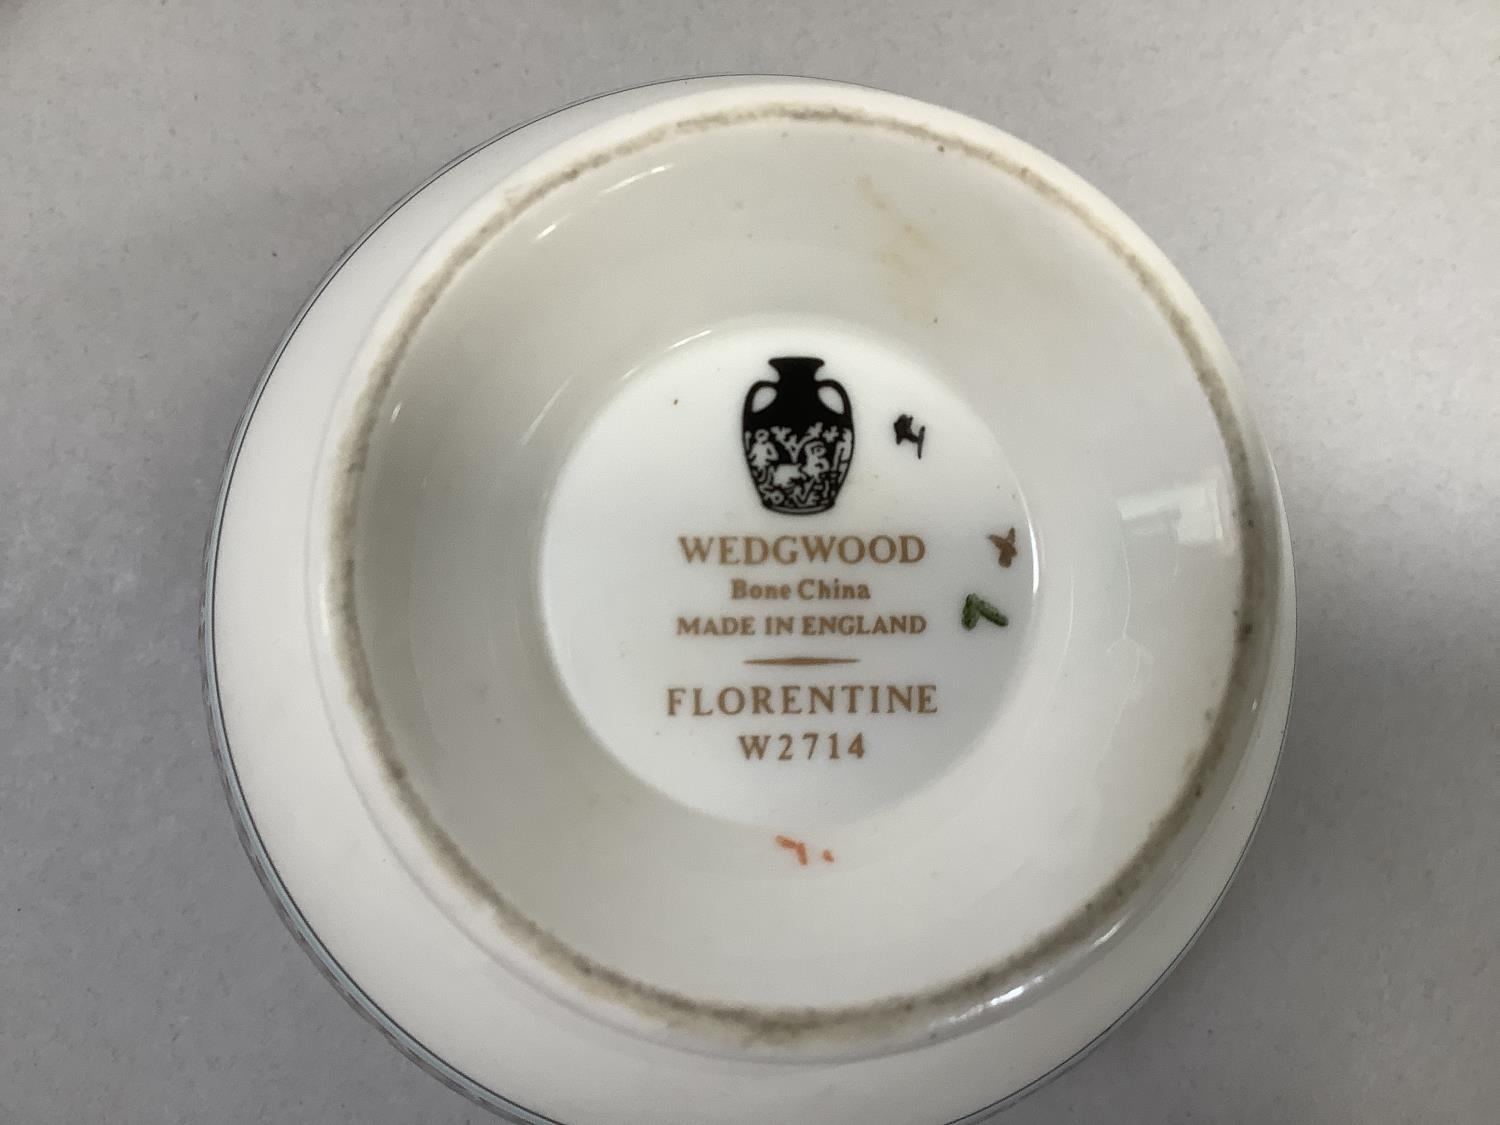 WEDGWOOD
Bone China
MADE IN ENGLAND
FLORENTINE
W2714